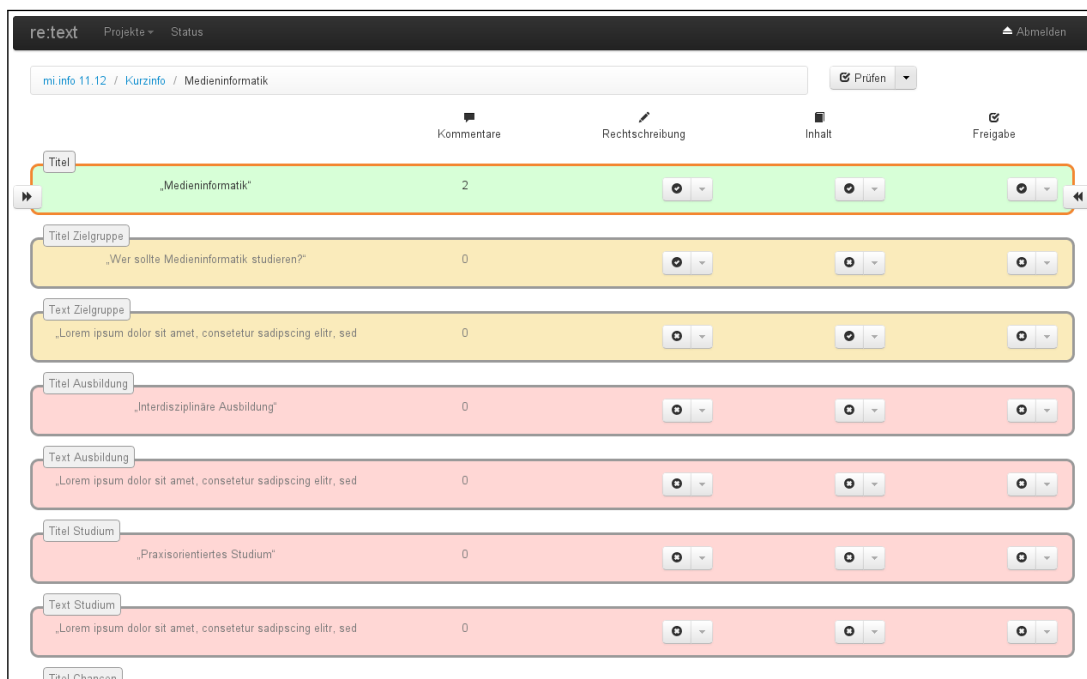 re:text Projekte Status Abmelden
mi.info 11.12 / Kurzinfo / Medieninformatik Prüfen
Kommentare Rechtschreibung Inhalt Freigabe
Titel
„Medieninformatik“ 2
Titel Zielgruppe
„Wer sollte Medieninformatik studieren?“ 0
Text Zielgruppe
„Lorem ipsum dolor sit amet, consetetur sadipscing elitr, sed 0
Titel Ausbildung
„Interdisziplinäre Ausbildung“ 0
Text Ausbildung
„Lorem ipsum dolor sit amet, consetetur sadipscing elitr, sed 0
Titel Studium
„Praxisorientiertes Studium“ 0
Text Studium
„Lorem ipsum dolor sit amet, consetetur sadipscing elitr, sed 0
Titel Chancen